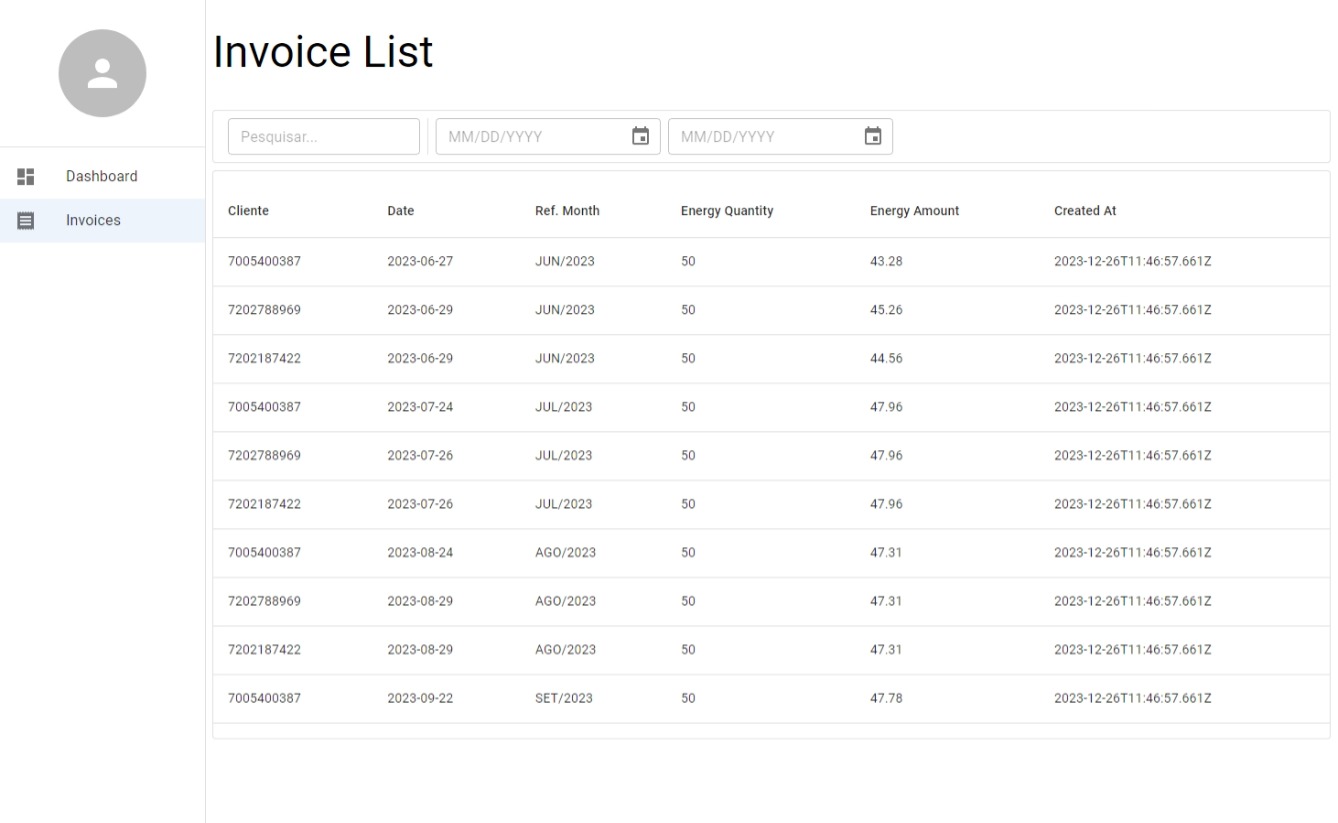 Invoice List
Pesquisar... MM/DD/YYYY MM/DD/YYYY
Dashboard
Invoices
Cliente Date Ref. Month Energy Quantity Energy Amount Created At
7005400387 2023-06-27 JUN/2023 50 43.28 2023-12-26T11:46:57.661Z
7202788969 2023-06-29 JUN/2023 50 45.26 2023-12-26T11:46:57.661Z
7202187422 2023-06-29 JUN/2023 50 44.56 2023-12-26T11:46:57.661Z
7005400387 2023-07-24 JUL/2023 50 47.96 2023-12-26T11:46:57.661Z
7202788969 2023-07-26 JUL/2023 50 47.96 2023-12-26T11:46:57.661Z
7202187422 2023-07-26 JUL/2023 50 47.96 2023-12-26T11:46:57.661Z
7005400387 2023-08-24 AGO/2023 50 47.31 2023-12-26T11:46:57.661Z
7202788969 2023-08-29 AGO/2023 50 47.31 2023-12-26T11:46:57.661Z
7202187422 2023-08-29 AGO/2023 50 47.31 2023-12-26T11:46:57.661Z
7005400387 2023-09-22 SET/2023 50 47.78 2023-12-26T11:46:57.661Z